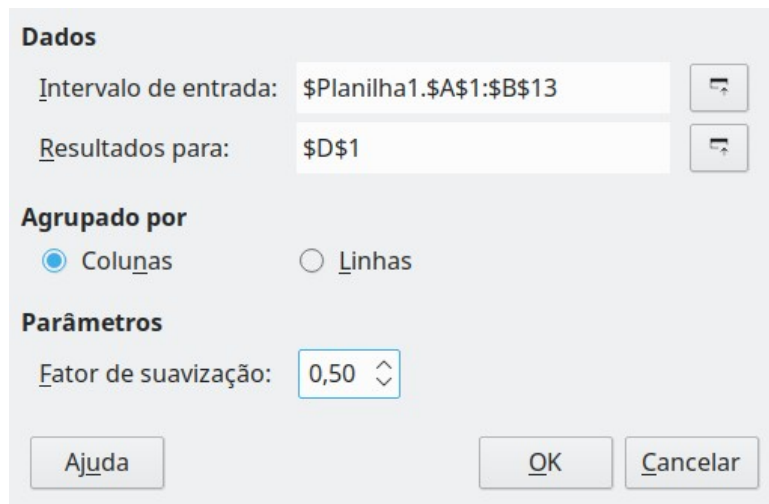 Dados
Intervalo de entrada: $Planilha1.$A$1:$B$13
Resultados para: $D$1
Agrupado por
Colunas Linhas
Parâmetros
Fator de suavização: 0,50
Ajuda OK Cancelar